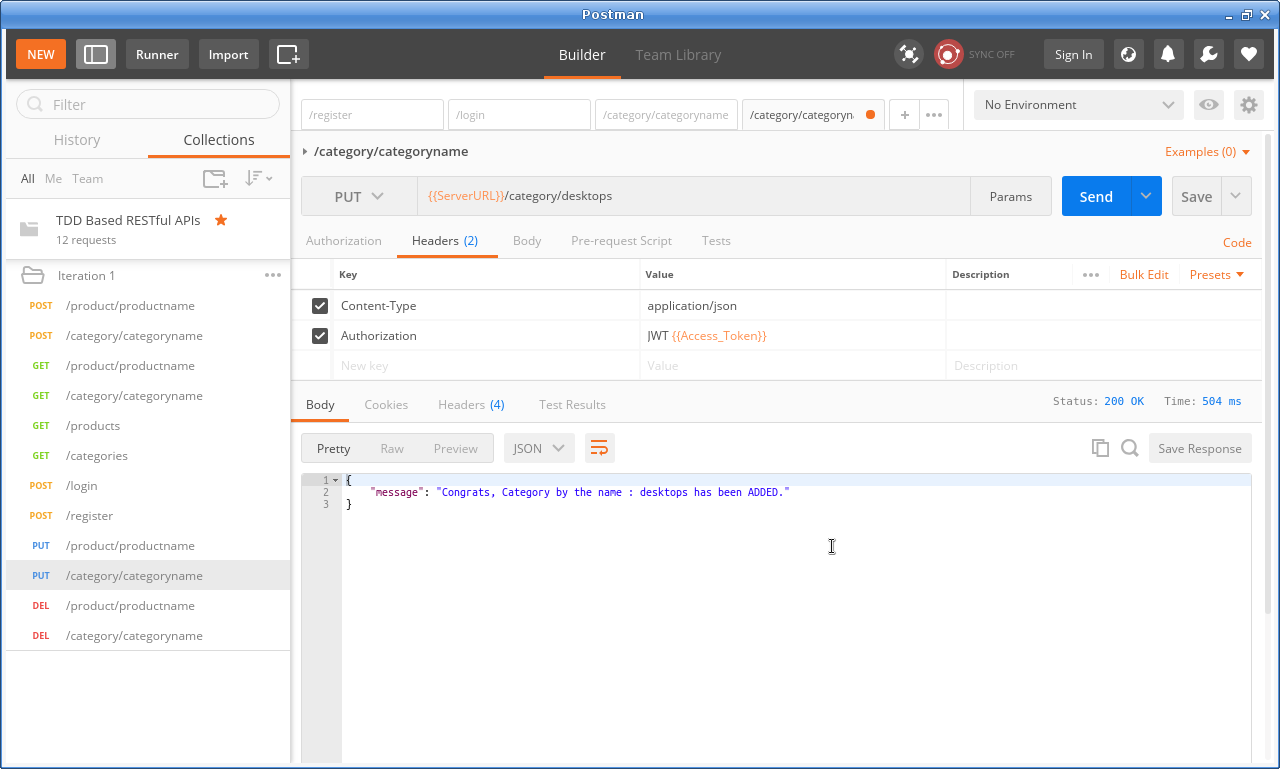 Postman
NEW Runner Import Builder Team Library SYNC OFF Sign In
Filter
History Collections
All Me Team
TDD Based RESTful APIs
12 requests
Iteration 1
POST /product/productname
POST /category/categoryname
GET /product/productname
GET /category/categoryname
GET /products
GET /categories
POST /login
POST /register
PUT /product/productname
PUT /category/categoryname
DEL /product/productname
DEL /category/categoryname
/register /login /category/categoryname /category/categoryn + No Environment
/category/categoryname Examples (0)
PUT {{ServerURL}}/category/desktops Params Send Save
Authorization Headers (2) Body Pre-request Script Tests Code
Key Value Description Bulk Edit Presets
Content-Type application/json
Authorization JWT {{Access_Token}}
New key Value Description
Body Cookies Headers (4) Test Results Status: 200 OK Time: 504 ms
Pretty Raw Preview JSON Save Response
1 {
2 "message": "Congrats, Category by the name : desktops has been ADDED."
3 }